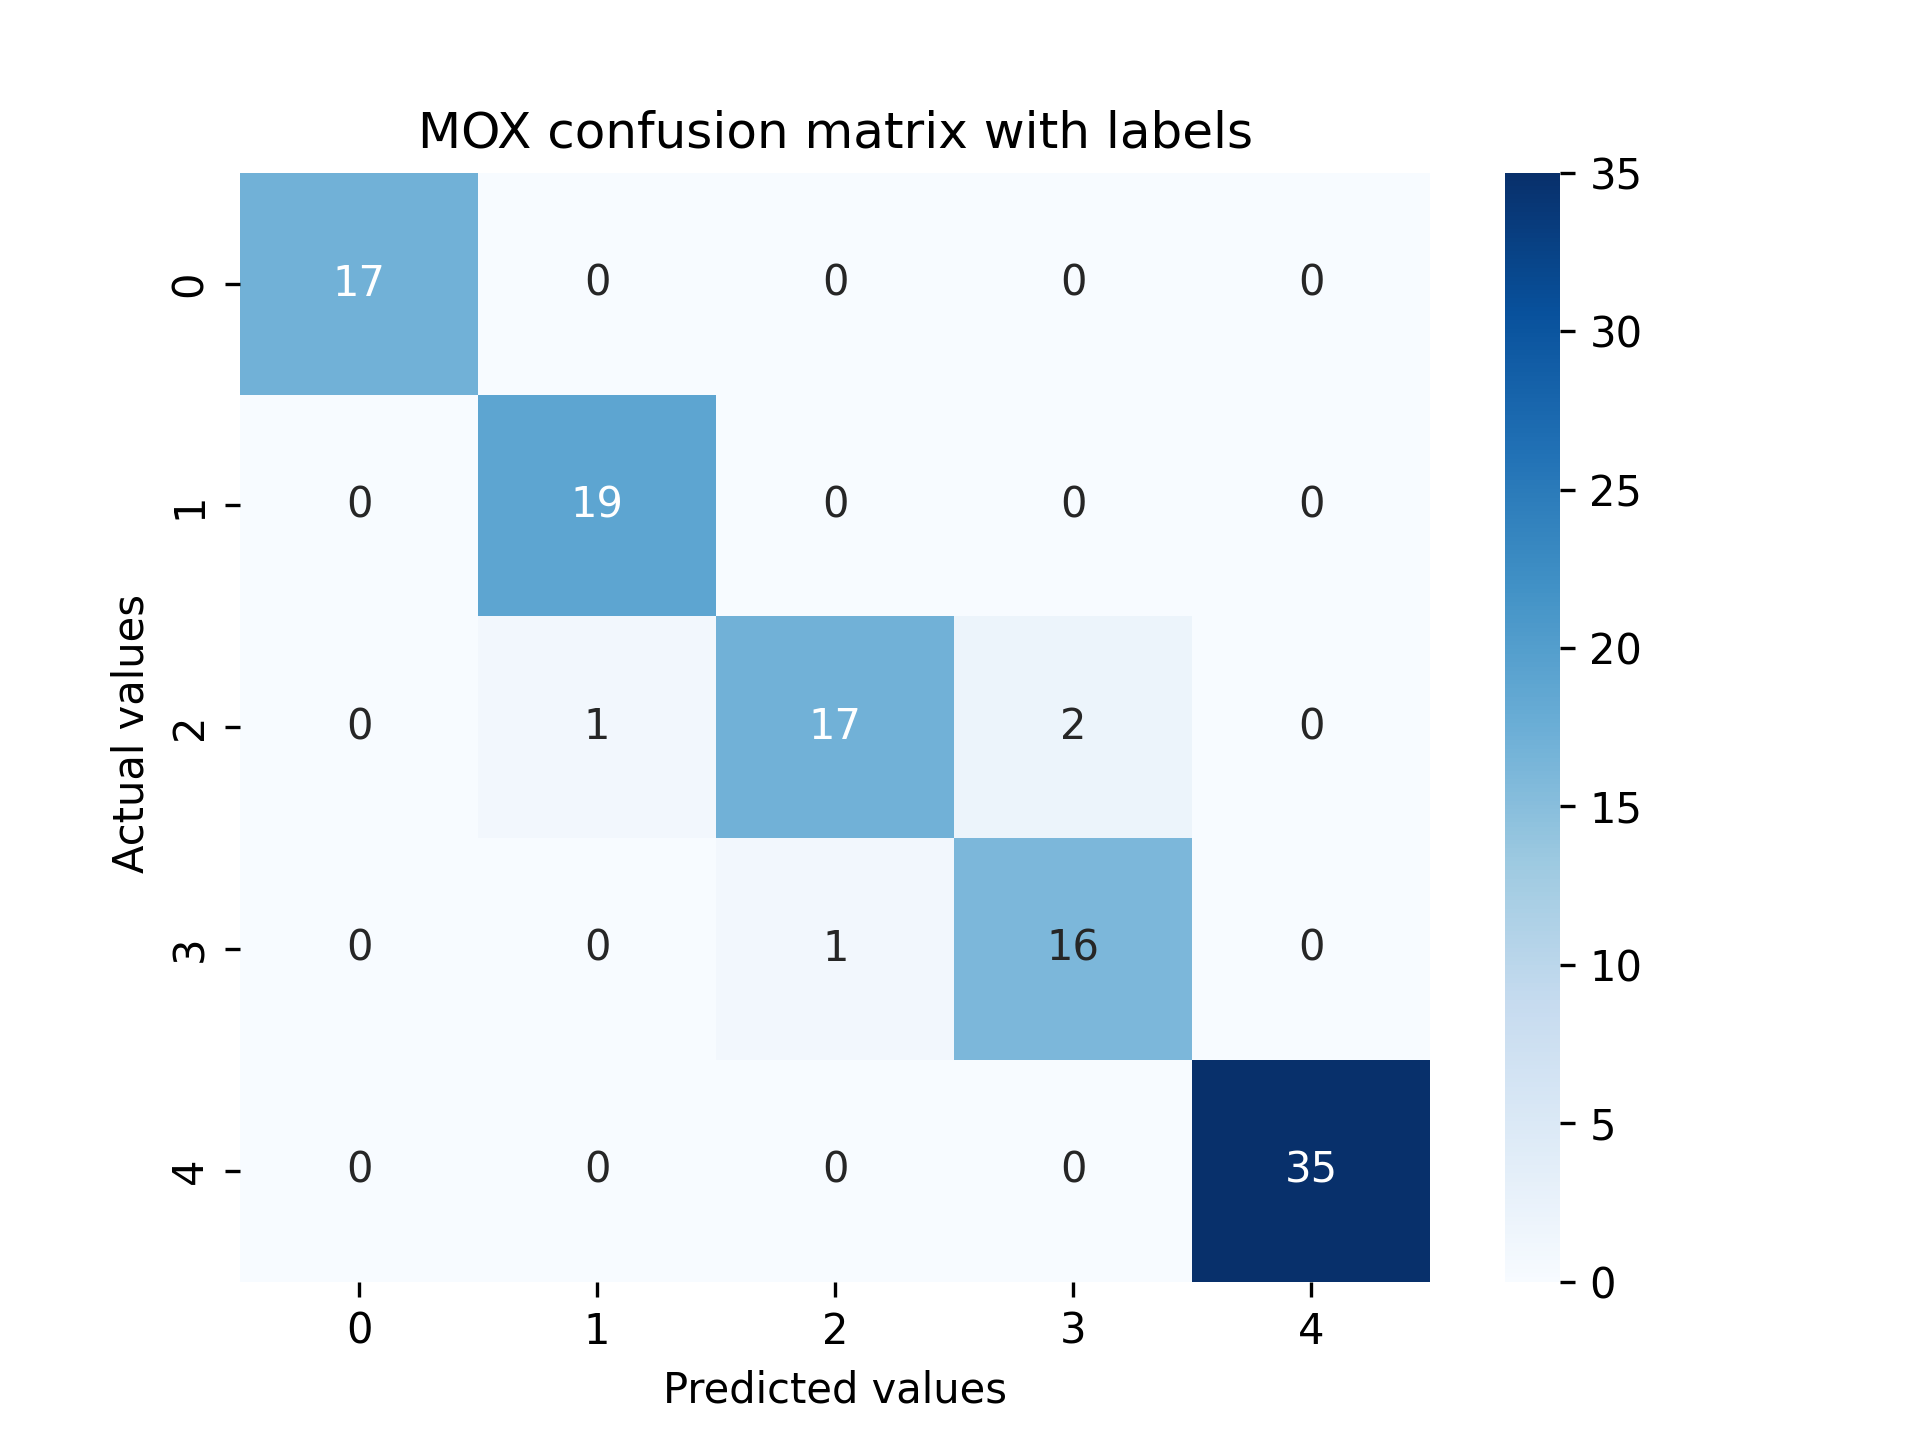 MOX confusion matrix with labels
0 17 0 0 0 0
1 0 19 0 0 0
2 0 1 17 2 0
3 0 0 1 16 0
4 0 0 0 0 35
0 1 2 3 4
Predicted values
Actual values
35
30
25
20
15
10
5
0